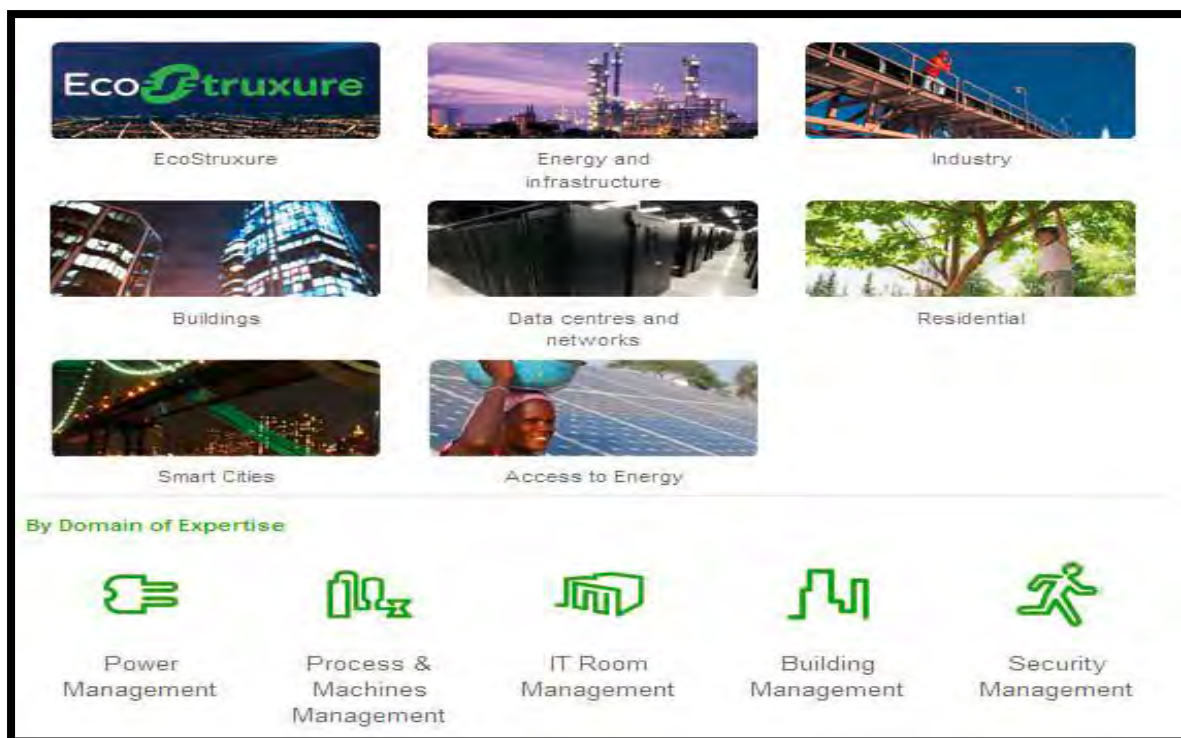 EcoStruxure
EcoStruxure
Energy and
infrastructure
Industry
Buildings
Data centres and
networks
Residential
Smart Cities
Access to Energy
By Domain of Expertise
Power
Management
Process &
Machines
Management
IT Room
Management
Building
Management
Security
Management